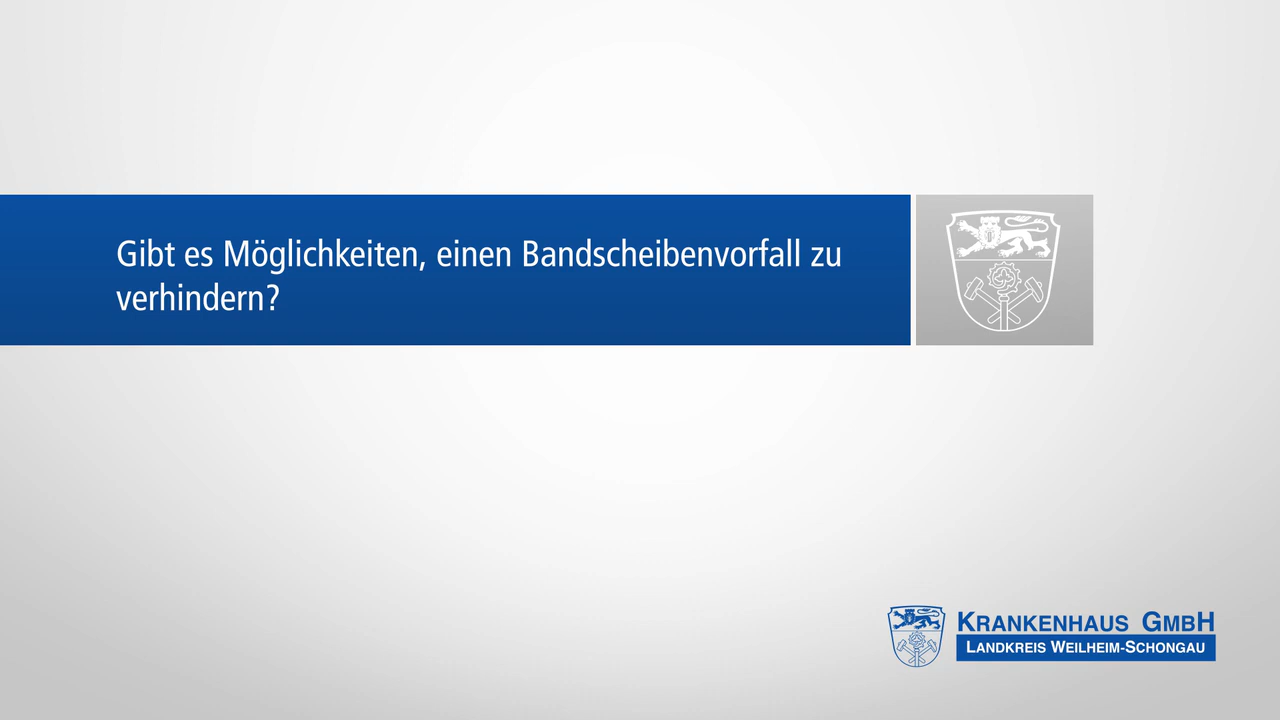 Gibt es Möglichkeiten, einen Bandscheibenvorfall zu
verhindern?
KRANKENHAUS GMBH
LANDKREIS WEILHEIM-SCHONGAU